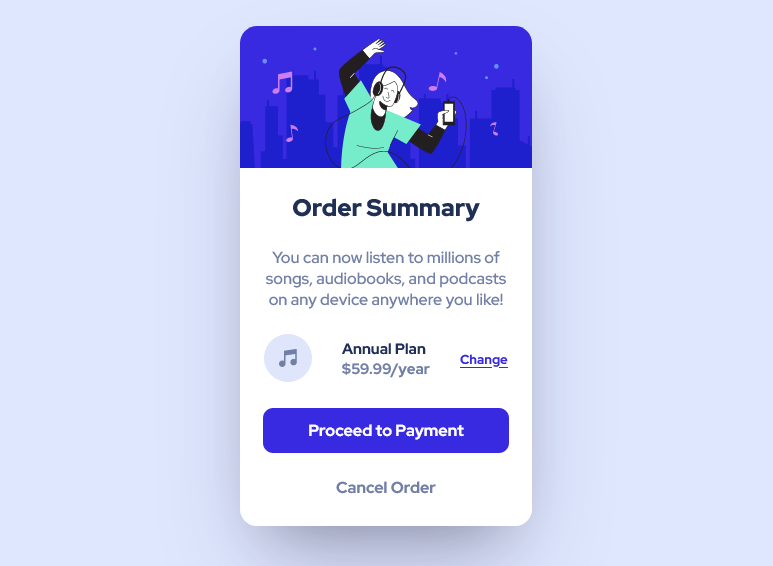 Order Summary
You can now listen to millions of
songs, audiobooks, and podcasts
on any device anywhere you like!
Annual Plan
$59.99/year
Change
Proceed to Payment
Cancel Order